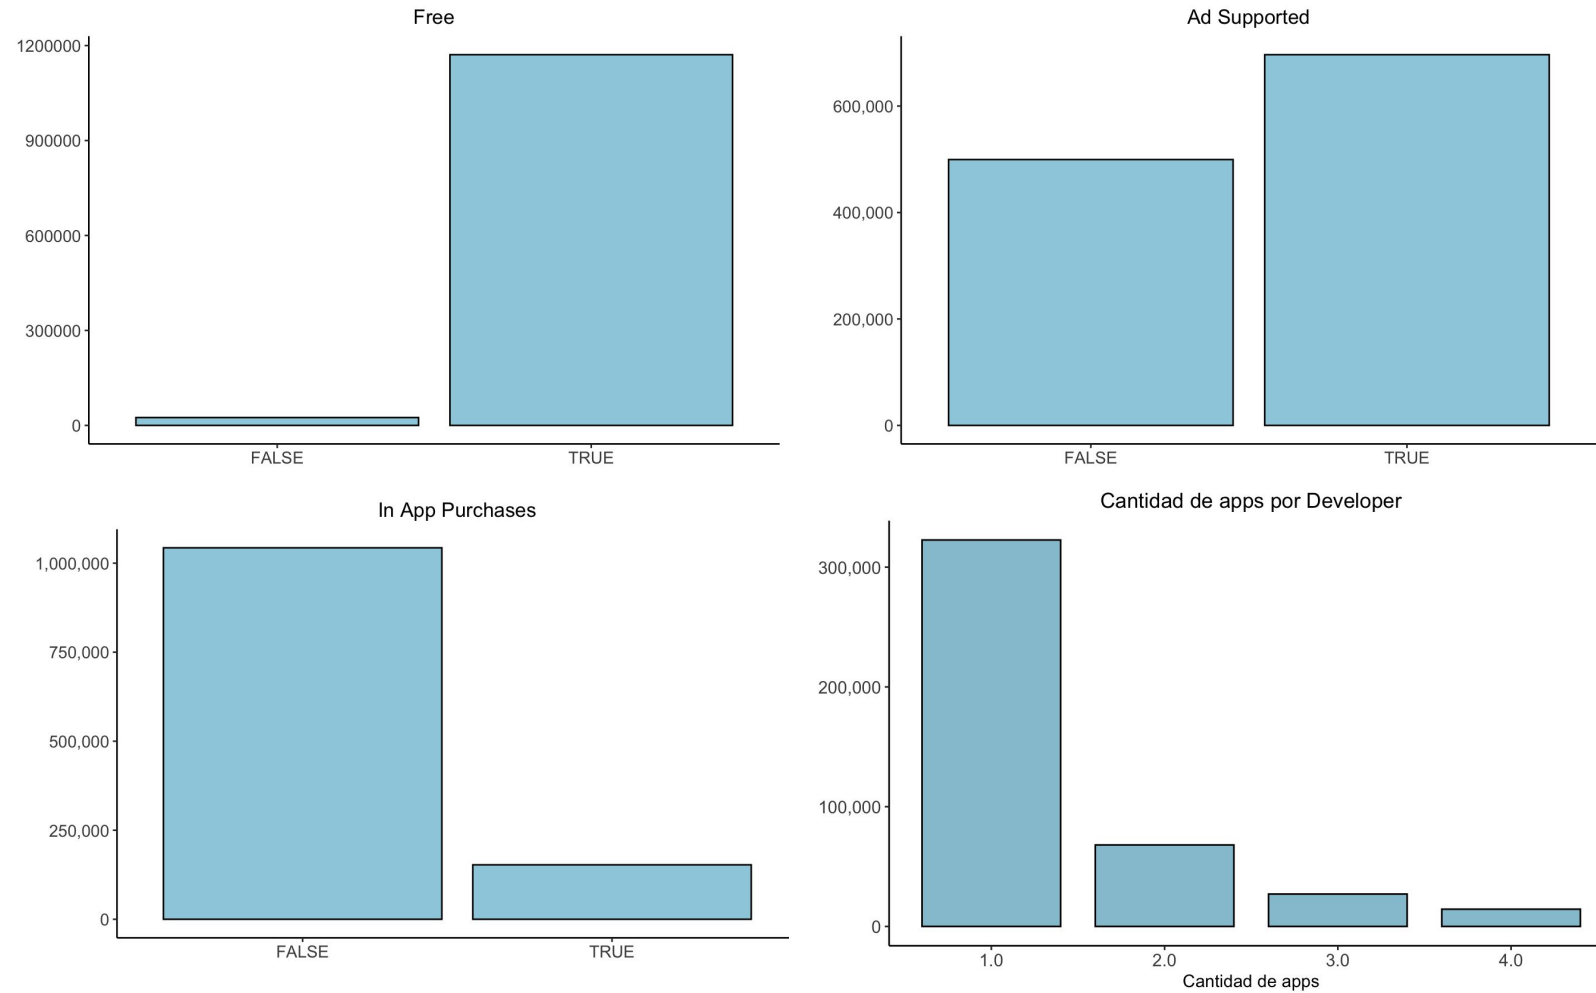 Free
1200000
900000
600000
300000
0
FALSE TRUE
Ad Supported
600,000
400,000
200,000
0
FALSE TRUE
In App Purchases
1,000,000
750,000
500,000
250,000
0
FALSE TRUE
Cantidad de apps por Developer
300,000
200,000
100,000
0
1.0 2.0 3.0 4.0
Cantidad de apps